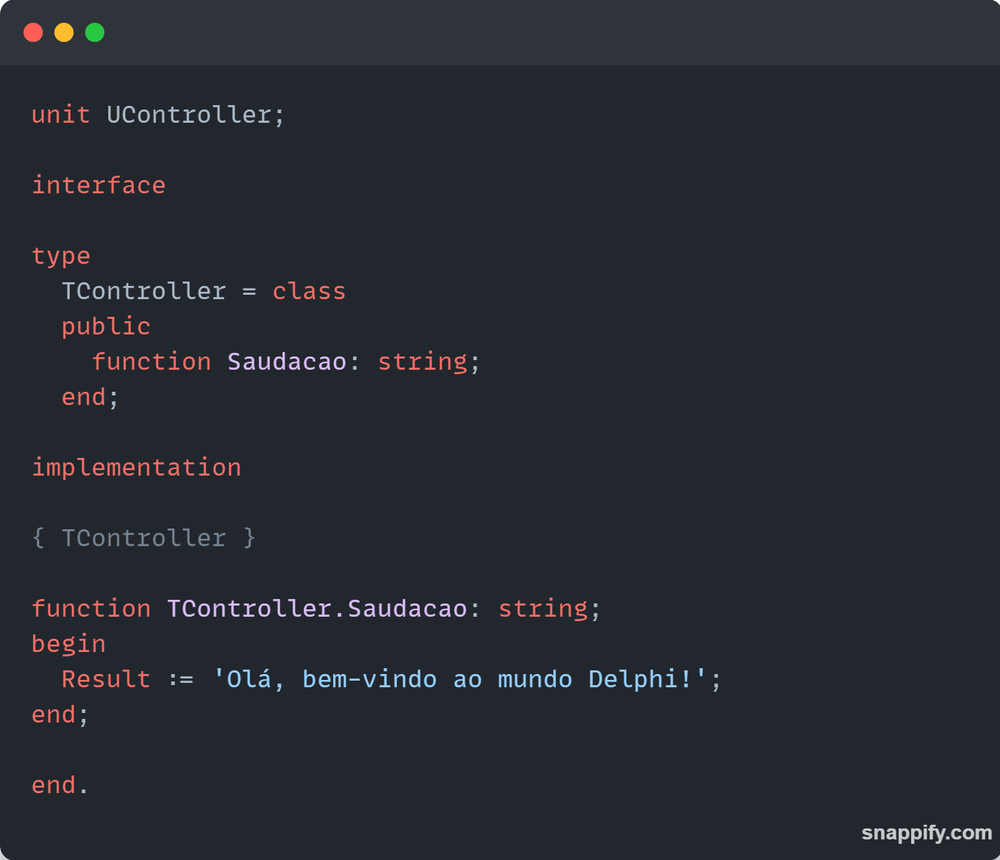 unit UController;
interface
type
  TController = class
  public
    function Saudacao: string;
  end;
implementation
{ TController }
function TController.Saudacao: string;
begin
  Result := 'Olá, bem-vindo ao mundo Delphi!';
end;
end.
snappify.com